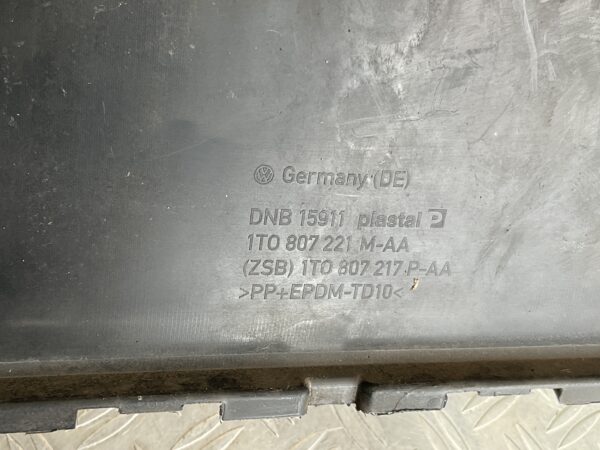 Germany (DE)
DNB 15911 plastal
1T0 807 221 M-AA
(ZSB) 1T0 807 217 P-AA
>PP+EPDM-TD10<